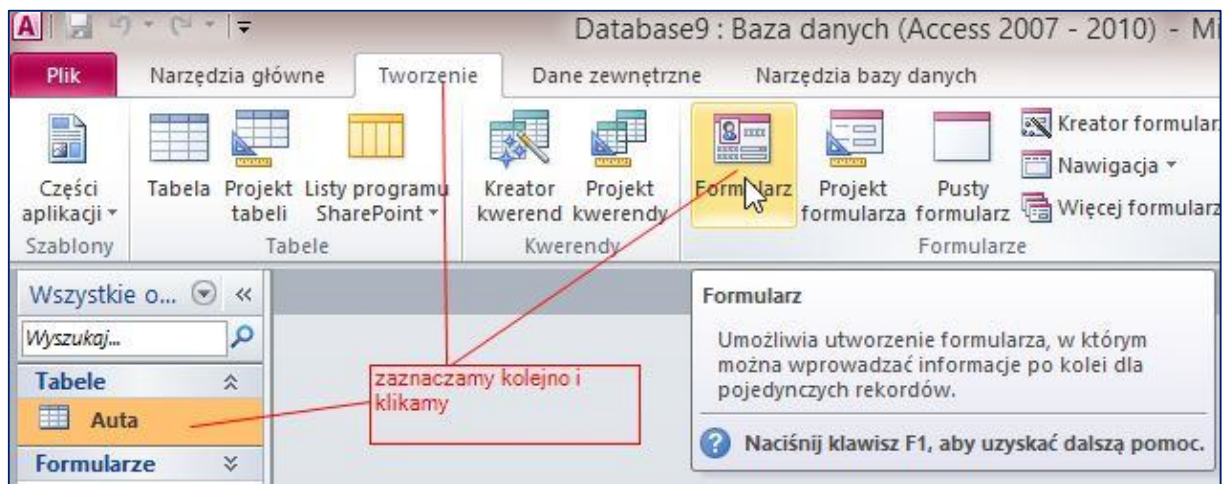 A
Database9 : Baza danych (Access 2007 - 2010) - Mi
Plik Narzędzia główne Tworzenie Dane zewnętrzne Narzędzia bazy danych
Części aplikacji
Tabela
Projekt tabeli
Listy programu SharePoint
Kreator kwerend
Projekt kwerendy
Formularz
Projekt formularza
Pusty formularz
Kreator formular
Nawigacja
Więcej formularz
Szablony Tabele Kwerendy Formularze
Wszystkie o... «
Wyszukaj...
Tabele
Auta
Formularze
zaznaczamy kolejno i
klikamy
Formularz
Umożliwia utworzenie formularza, w którym
można wprowadzać informacje po kolei dla
pojedynczych rekordów.
Naciśnij klawisz F1, aby uzyskać dalszą pomoc.